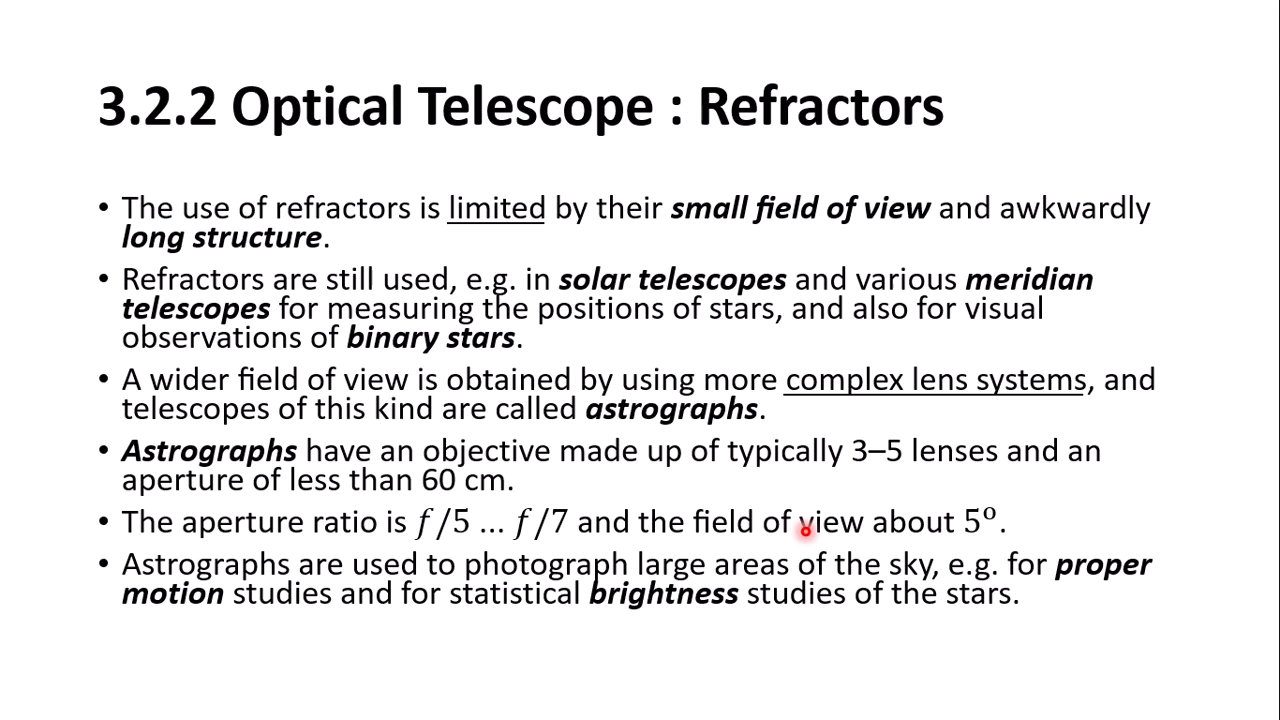 3.2.2 Optical Telescope : Refractors
• The use of refractors is limited by their small field of view and awkwardly
long structure.
• Refractors are still used, e.g. in solar telescopes and various meridian
telescopes for measuring the positions of stars, and also for visual
observations of binary stars.
• A wider field of view is obtained by using more complex lens systems, and
telescopes of this kind are called astrographs.
• Astrographs have an objective made up of typically 3–5 lenses and an
aperture of less than 60 cm.
• The aperture ratio is f/5 … f/7 and the field of view about 5°.
• Astrographs are used to photograph large areas of the sky, e.g. for proper
motion studies and for statistical brightness studies of the stars.